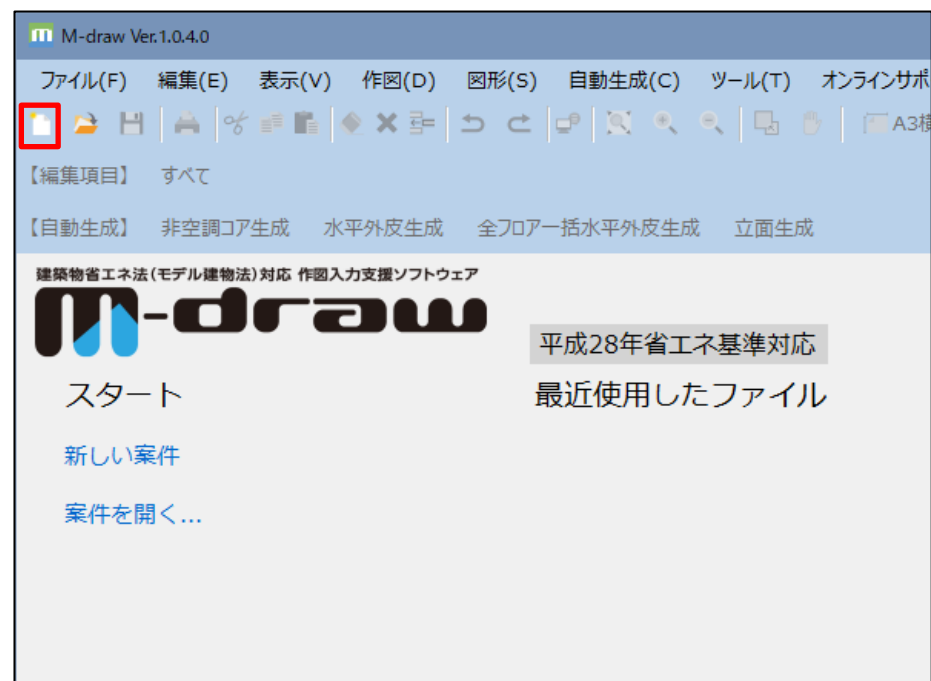 M-draw Ver.1.0.4.0
ファイル(F) 編集(E) 表示(V) 作図(D) 図形(S) 自動生成(C) ツール(T) オンラインサポ
A3横
【編集項目】 すべて
【自動生成】 非空調コア生成 水平外皮生成 全フロアー括水平外皮生成 立面生成
建築物省エネ法(モデル建物法)対応 作図入力支援ソフトウェア
M-draw
平成28年省エネ基準対応
スタート
最近使用したファイル
新しい案件
案件を開く...